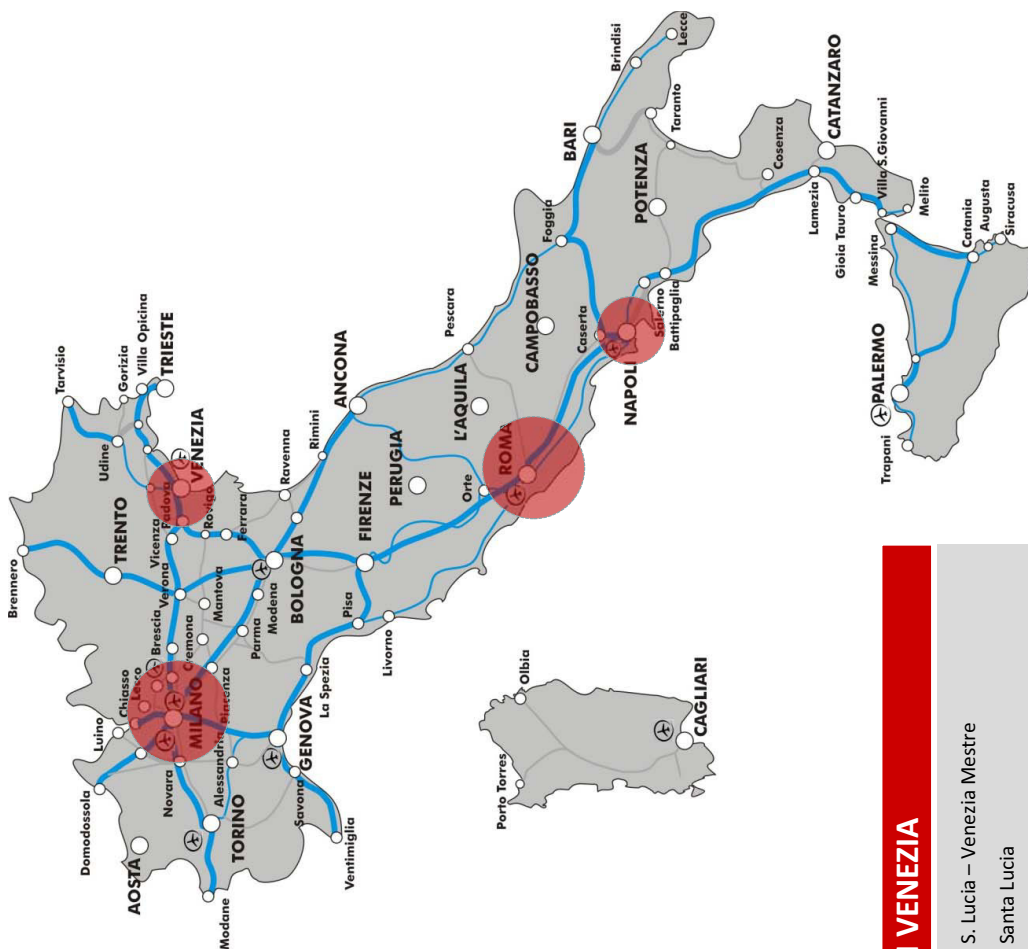 Brennero
Tarvisio
Domodossola
Luino
Chiasso
Lecco
Gorizia
Villa Opicina
TRIESTE
Udine
AOSTA
TRENTO
Vicenza
Padova
VENEZIA
Brescia
Verona
Novara
MILANO
Cremona
Rovigo
Mantova
Ferrara
Modane
TORINO
Alessandria
Piacenza
Parma
Modena
BOLOGNA
Ravenna
Rimini
Savona
GENOVA
La Spezia
Ventimiglia
Pisa
Livorno
FIRENZE
ANCONA
PERUGIA
Orte
Pescara
L'AQUILA
ROMA
CAMPOBASSO
Foggia
BARI
Brindisi
Lecce
Caserta
NAPOLI
Salerno
Battipaglia
POTENZA
Taranto
Cosenza
CATANZARO
Lamezia
Gioia Tauro
Villa S.Giovanni
Messina
Melito
PALERMO
Trapani
Catania
Augusta
Siracusa
Porto Torres
Olbia
CAGLIARI
VENEZIA
S. Lucia – Venezia Mestre
Santa Lucia